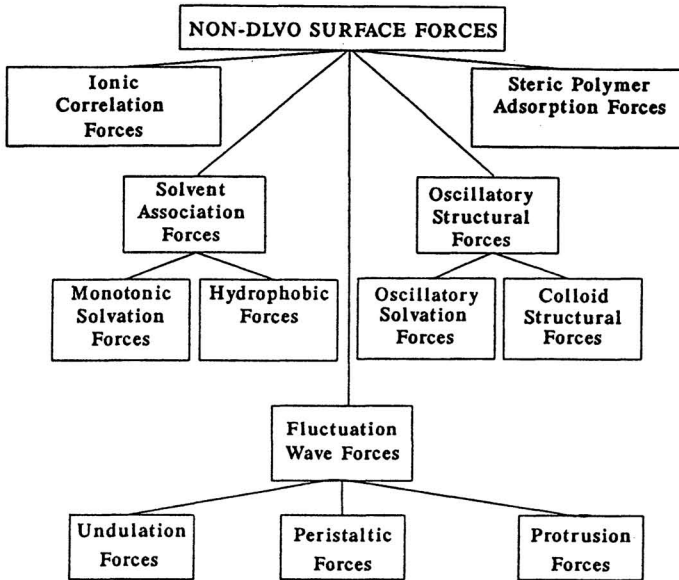 NON-DLVO SURFACE FORCES
Ionic
Correlation
Forces
Steric Polymer
Adsorption Forces
Solvent
Association
Forces
Oscillatory
Structural
Forces
Monotonic
Solvation
Forces
Hydrophobic
Forces
Oscillatory
Solvation
Forces
Colloid
Structural
Forces
Fluctuation
Wave Forces
Undulation
Forces
Peristaltic
Forces
Protrusion
Forces